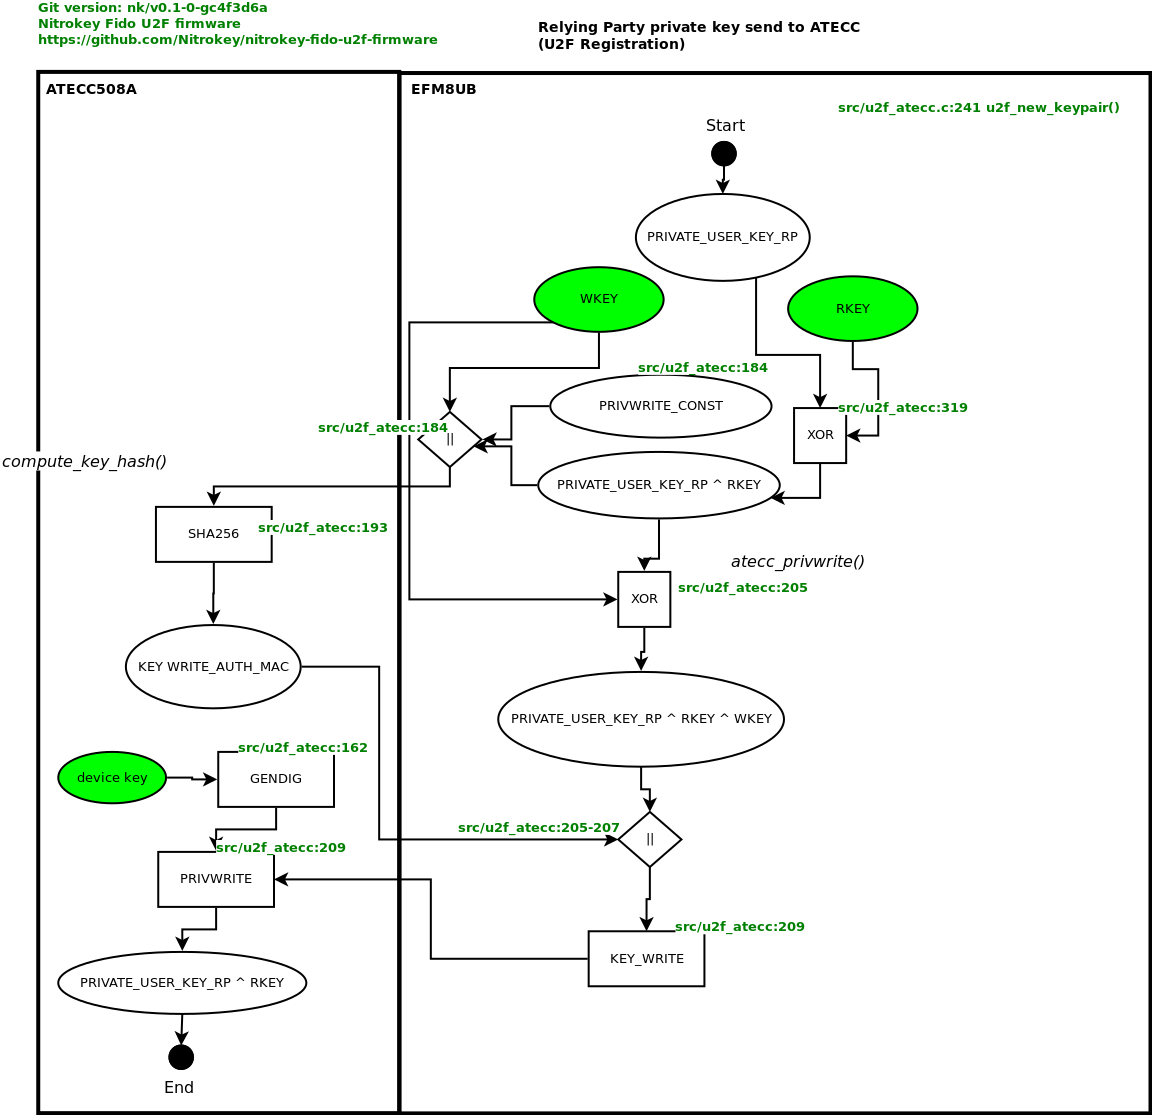 Git version: nk/v0.1-0-gc4f3d6a
Nitrokey Fido U2F firmware
https://github.com/Nitrokey/nitrokey-fido-u2f-firmware
Relying Party private key send to ATECC
(U2F Registration)
ATECC508A
EFM8UB
src/u2f_atecc.c:241 u2f_new_keypair()
Start
PRIVATE_USER_KEY_RP
WKEY
RKEY
src/u2f_atecc:184
PRIVWRITE_CONST
src/u2f_atecc:319
XOR
src/u2f_atecc:184
||
compute_key_hash()
PRIVATE_USER_KEY_RP ^ RKEY
SHA256
src/u2f_atecc:193
atecc_privwrite()
XOR
src/u2f_atecc:205
KEY WRITE_AUTH_MAC
PRIVATE_USER_KEY_RP ^ RKEY ^ WKEY
src/u2f_atecc:162
device key
GENDIG
src/u2f_atecc:205-207
||
src/u2f_atecc:209
PRIVWRITE
src/u2f_atecc:209
KEY_WRITE
PRIVATE_USER_KEY_RP ^ RKEY
End